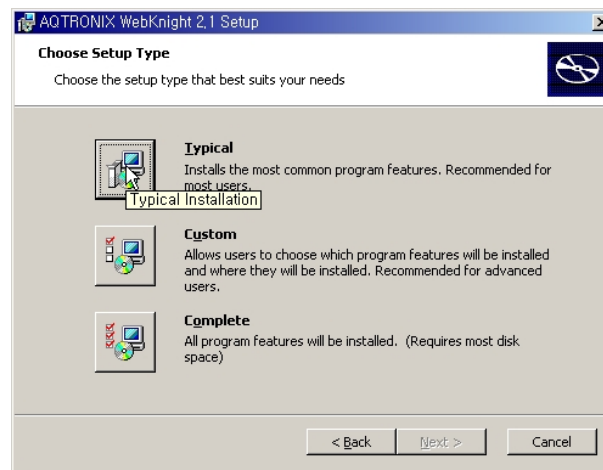 AQTRONIX WebKnight 2.1 Setup
Choose Setup Type
Choose the setup type that best suits your needs
Typical
Installs the most common program features. Recommended for
most users.
Typical Installation
Custom
Allows users to choose which program features will be installed
and where they will be installed. Recommended for advanced
users.
Complete
All program features will be installed. (Requires most disk
space)
< Back
Next >
Cancel